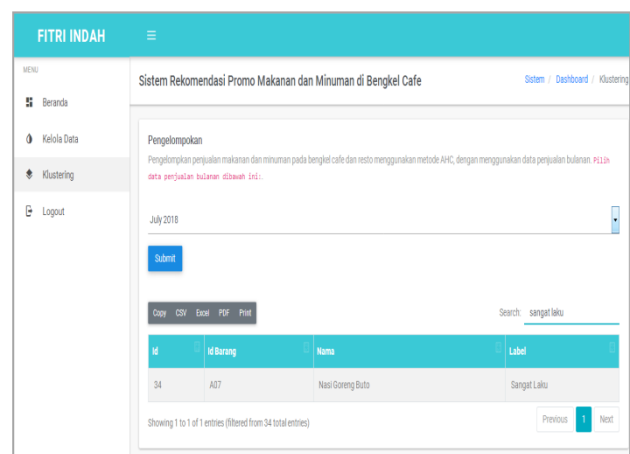 FITRI INDAH
MENU
Beranda
Kelola Data
Klustering
Logout
Sistem Rekomendasi Promo Makanan dan Minuman di Bengkel Cafe
Sistem / Dashboard / Klustering
Pengelompokan
Pengelompkan penjualan makanan dan minuman pada bengkel cafe dan resto menggunakan metode AHC, dengan menggunakan data penjualan bulanan. Pilih
data penjualan bulanan dibawah ini:.
July 2018
Submit
Copy CSV Excel PDF Print
Search: sangat laku
Id Id Barang Nama Label
34 A07 Nasi Goreng Buto Sangat Laku
Showing 1 to 1 of 1 entries (filtered from 34 total entries)
Previous 1 Next